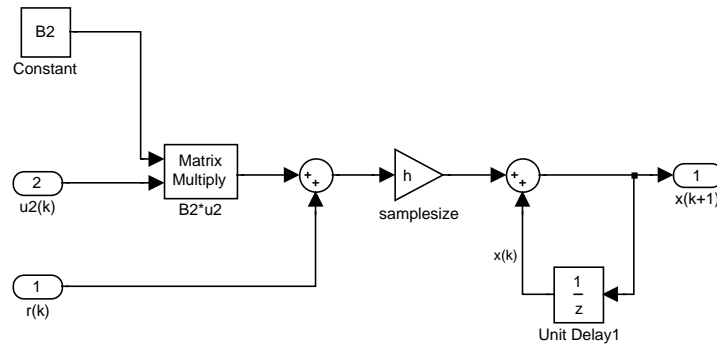 B2
Constant
Matrix
Multiply
B2*u2
2
u2(k)
1
r(k)
+
+
h
samplesize
+
+
1
x(k+1)
x(k)
1
z
Unit Delay1